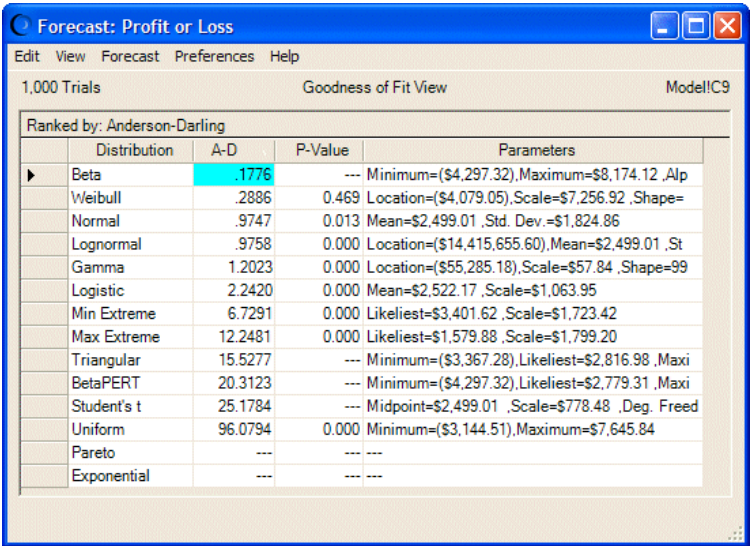 Forecast: Profit or Loss
Edit View Forecast Preferences Help
1,000 Trials Goodness of Fit View Model!C9
Ranked by: Anderson-Darling
Distribution A-D P-Value Parameters
Beta .1776 --- Minimum=($4,297.32),Maximum=$8,174.12 ,Alp
Weibull .2886 0.469 Location=($4,079.05),Scale=$7,256.92 ,Shape=
Normal .9747 0.013 Mean=$2,499.01 ,Std. Dev.=$1,824.86
Lognormal .9758 0.000 Location=($14,415,655.60),Mean=$2,499.01 ,St
Gamma 1.2023 0.000 Location=($55,285.18),Scale=$57.84 ,Shape=99
Logistic 2.2420 0.000 Mean=$2,522.17 ,Scale=$1,063.95
Min Extreme 6.7291 0.000 Likeliest=$3,401.62 ,Scale=$1,723.42
Max Extreme 12.2481 0.000 Likeliest=$1,579.88 ,Scale=$1,799.20
Triangular 15.5277 --- Minimum=($3,367.28),Likeliest=$2,816.98 ,Maxi
BetaPERT 20.3123 --- Minimum=($4,297.32),Likeliest=$2,779.31 ,Maxi
Student's t 25.1784 --- Midpoint=$2,499.01 ,Scale=$778.48 ,Deg. Freed
Uniform 96.0794 0.000 Minimum=($3,144.51),Maximum=$7,645.84
Pareto --- --- ---
Exponential --- --- ---